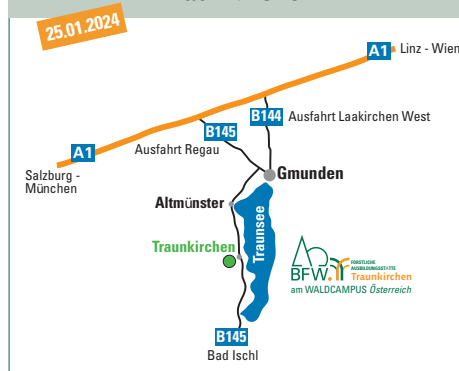 25.01.2024
A1
Linz - Wien
B144
Ausfahrt Laakirchen West
B145
Ausfahrt Regau
A1
Salzburg -
München
Gmunden
Altmünster
Traunsee
Traunkirchen
BFW.
FORSTLICHE
AUSBILDUNGSSTÄTTE
Traunkirchen
am WALDCAMPUS Österreich
B145
Bad Ischl